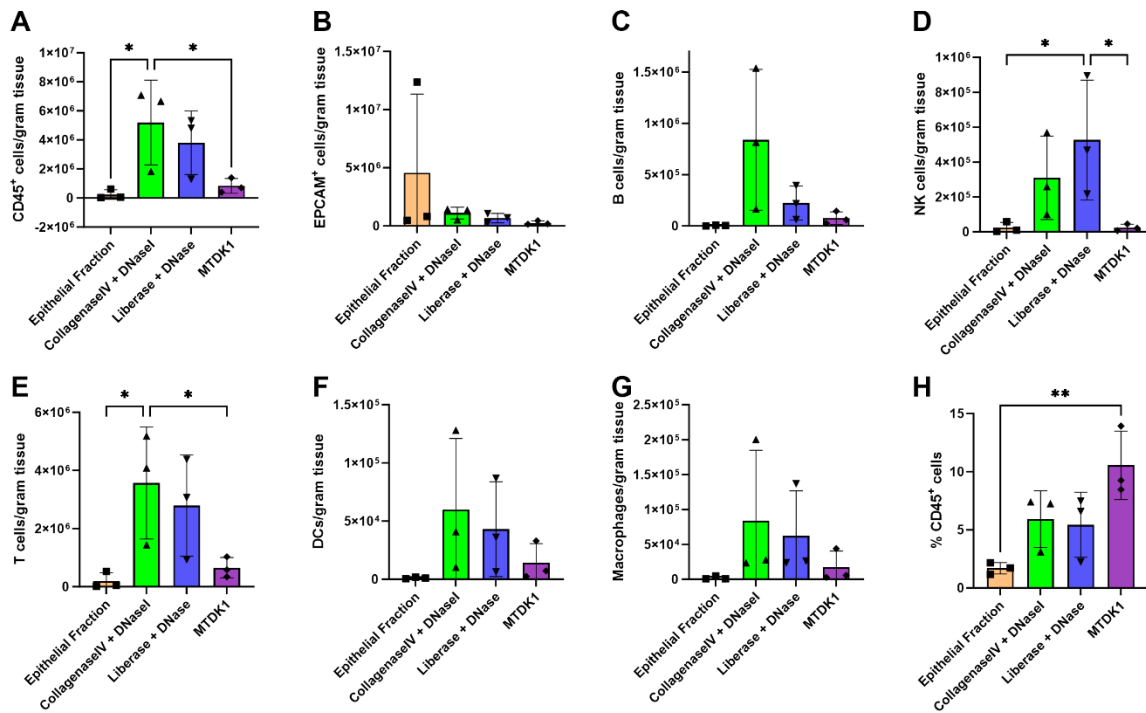 A
CD45⁺ cells/gram tissue
1×10⁷
8×10⁶
6×10⁶
4×10⁶
2×10⁶
0
-2×10⁶
*
*
Epithelial Fraction
CollagenaseIV + DNaseI
Liberase + DNase
MTDK1
B
EPCAM⁺ cells/gram tissue
1.5×10⁷
1×10⁷
5×10⁶
0
Epithelial Fraction
CollagenaseIV + DNaseI
Liberase + DNase
MTDK1
C
B cells/gram tissue
1.5×10⁶
1×10⁶
5×10⁵
0
Epithelial Fraction
CollagenaseIV + DNaseI
Liberase + DNase
MTDK1
D
NK cells/gram tissue
1×10⁶
8×10⁵
6×10⁵
4×10⁵
2×10⁵
0
*
*
Epithelial Fraction
CollagenaseIV + DNaseI
Liberase + DNase
MTDK1
E
T cells/gram tissue
6×10⁶
4×10⁶
2×10⁶
0
*
*
Epithelial Fraction
CollagenaseIV + DNaseI
Liberase + DNase
MTDK1
F
DCs/gram tissue
1.5×10⁵
1×10⁵
5×10⁴
0
Epithelial Fraction
CollagenaseIV + DNaseI
Liberase + DNase
MTDK1
G
Macrophages/gram tissue
2.5×10⁵
2×10⁵
1.5×10⁵
1×10⁵
5×10⁴
0
Epithelial Fraction
CollagenaseIV + DNaseI
Liberase + DNase
MTDK1
H
% CD45⁺ cells
15
10
5
0
**
Epithelial Fraction
CollagenaseIV + DNaseI
Liberase + DNase
MTDK1